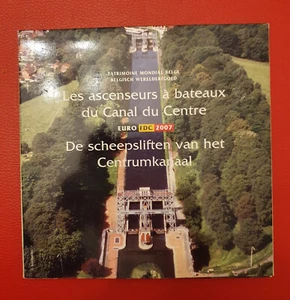 PATRIMOINE MONDIAL BELGE
BELGISCH WERELDERFGOED
Les ascenseurs à bateaux
du Canal du Centre
EURO FDC 2007
De scheepsliften van het
Centrumkanaal